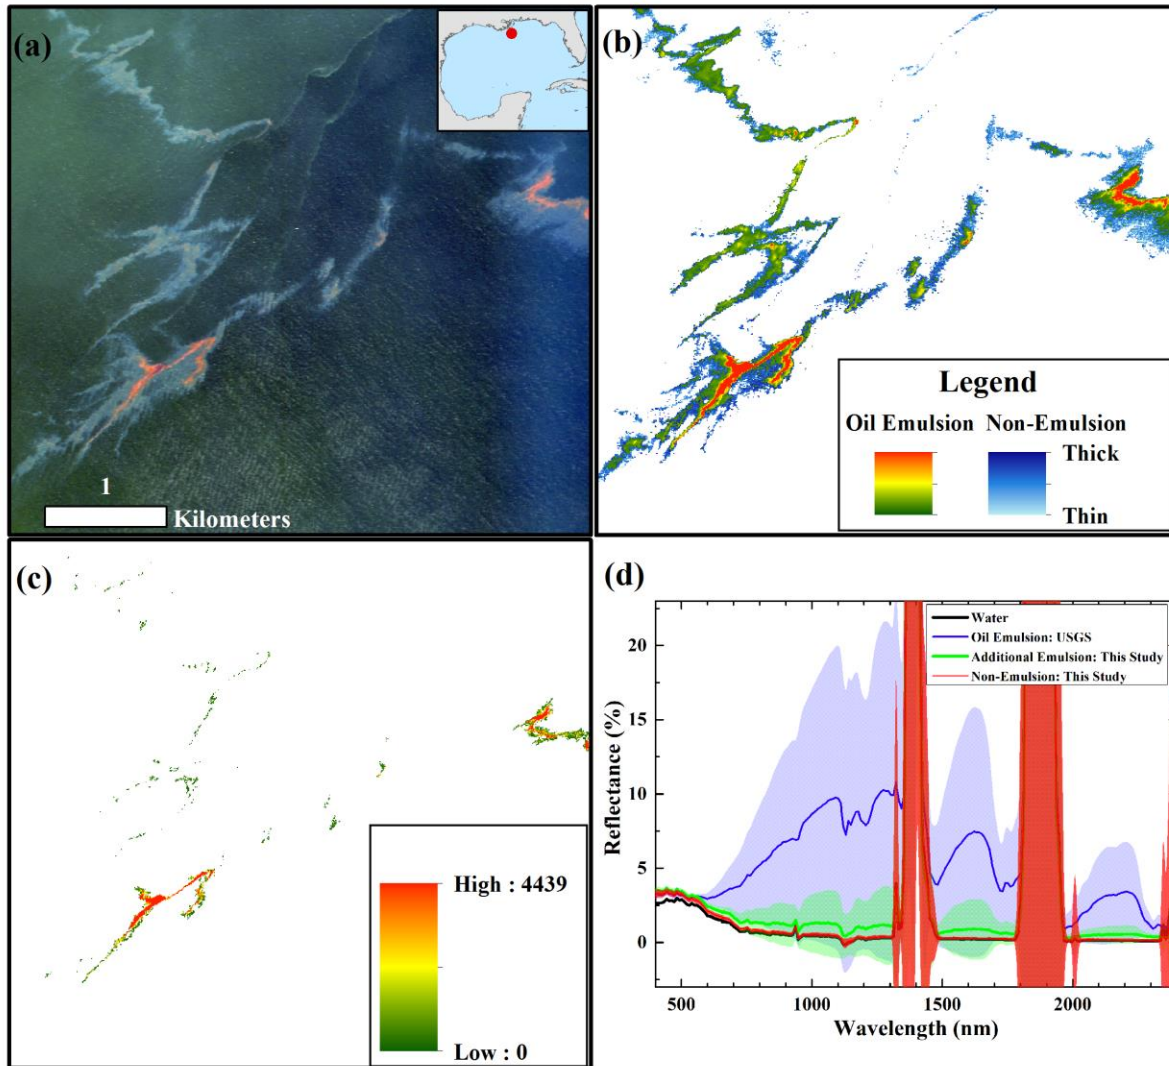 (a)
1
Kilometers
(b)
Legend
Oil Emulsion Non-Emulsion
Thick
Thin
(c)
High : 4439
Low : 0
(d)
Water
Oil Emulsion: USGS
Additional Emulsion: This Study
Non-Emulsion: This Study
Reflectance (%)
20
15
10
5
0
500 1000 1500 2000
Wavelength (nm)